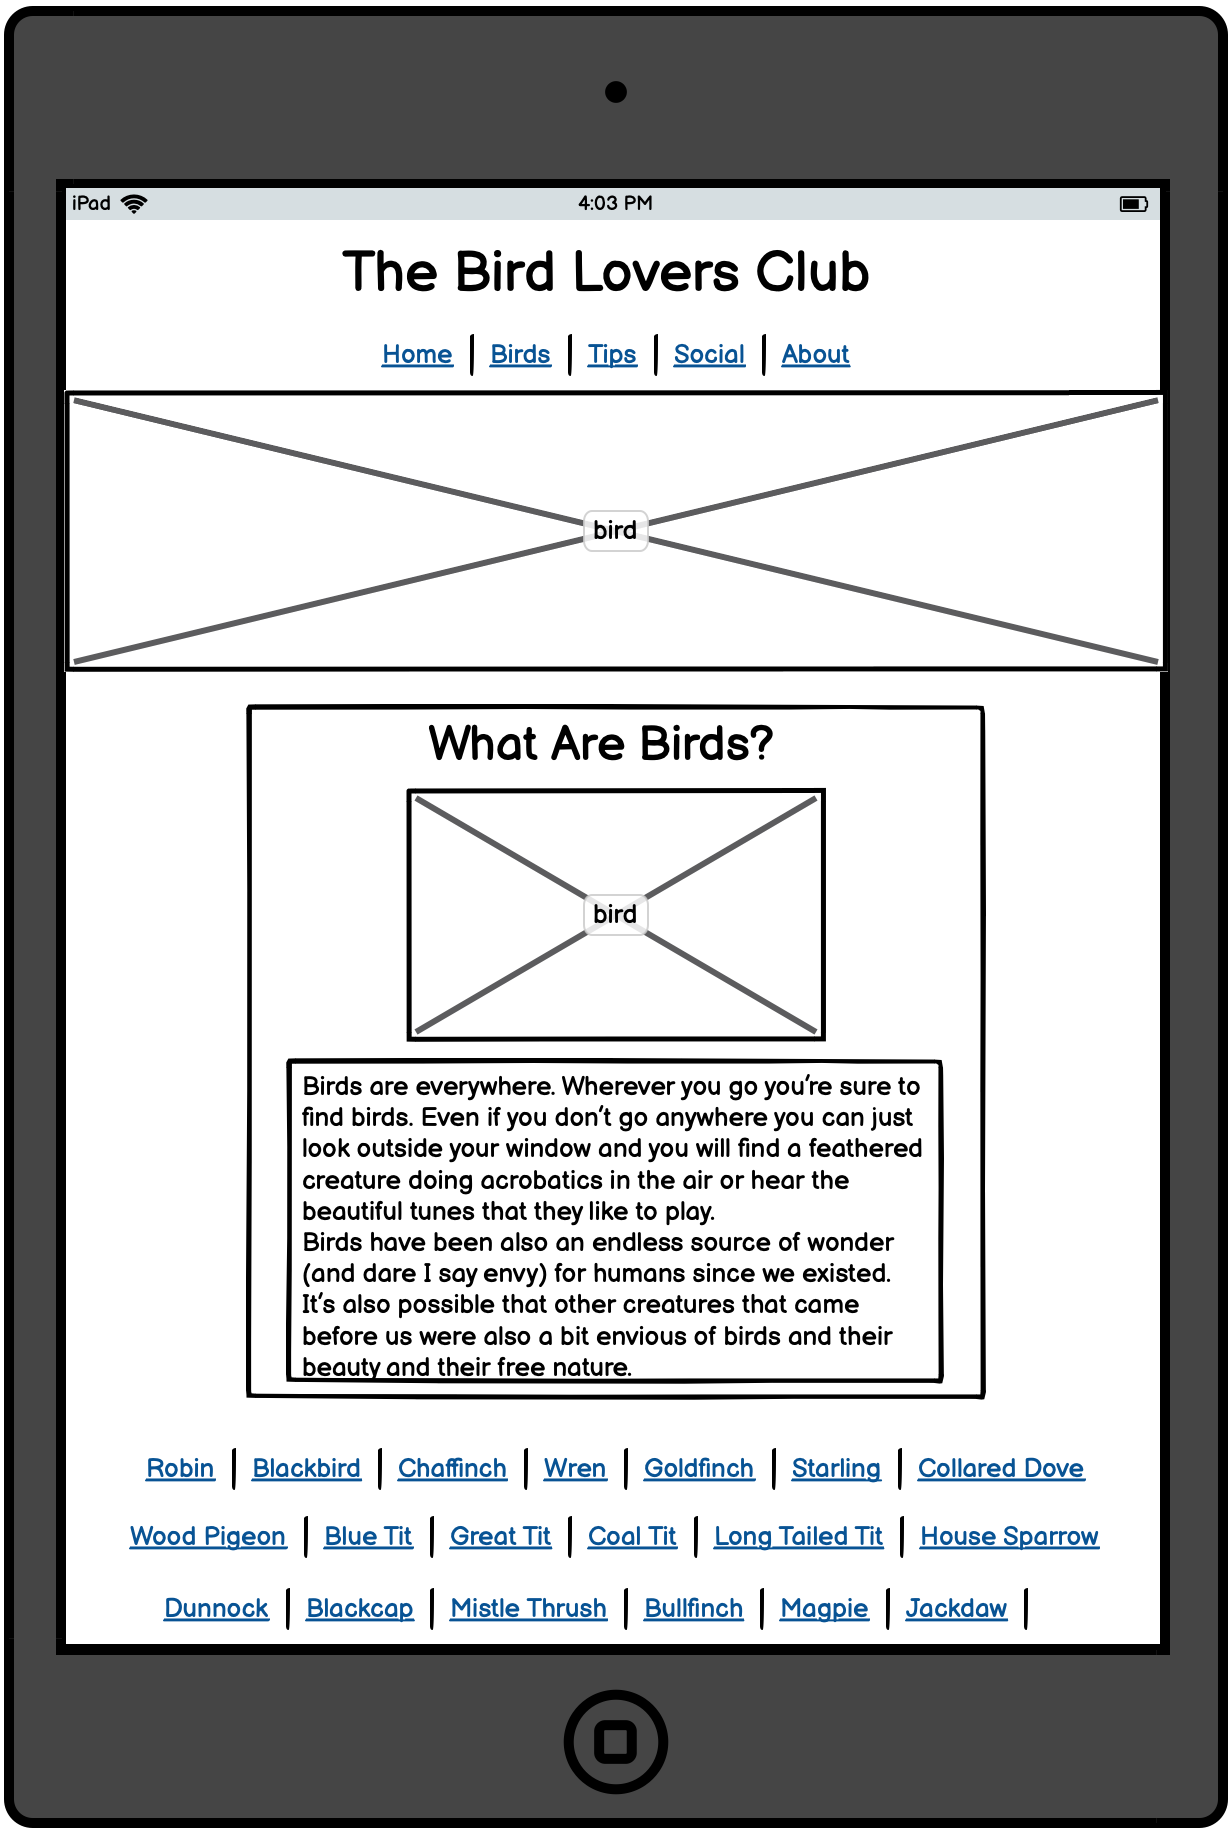 iPad 4:03 PM
The Bird Lovers Club
Home | Birds | Tips | Social | About
bird
What Are Birds?
bird
Birds are everywhere. Wherever you go you're sure to
find birds. Even if you don't go anywhere you can just
look outside your window and you will find a feathered
creature doing acrobatics in the air or hear the
beautiful tunes that they like to play.
Birds have been also an endless source of wonder
(and dare I say envy) for humans since we existed.
It's also possible that other creatures that came
before us were also a bit envious of birds and their
beauty and their free nature.
Robin | Blackbird | Chaffinch | Wren | Goldfinch | Starling | Collared Dove
Wood Pigeon | Blue Tit | Great Tit | Coal Tit | Long Tailed Tit | House Sparrow
Dunnock | Blackcap | Mistle Thrush | Bullfinch | Magpie | Jackdaw |